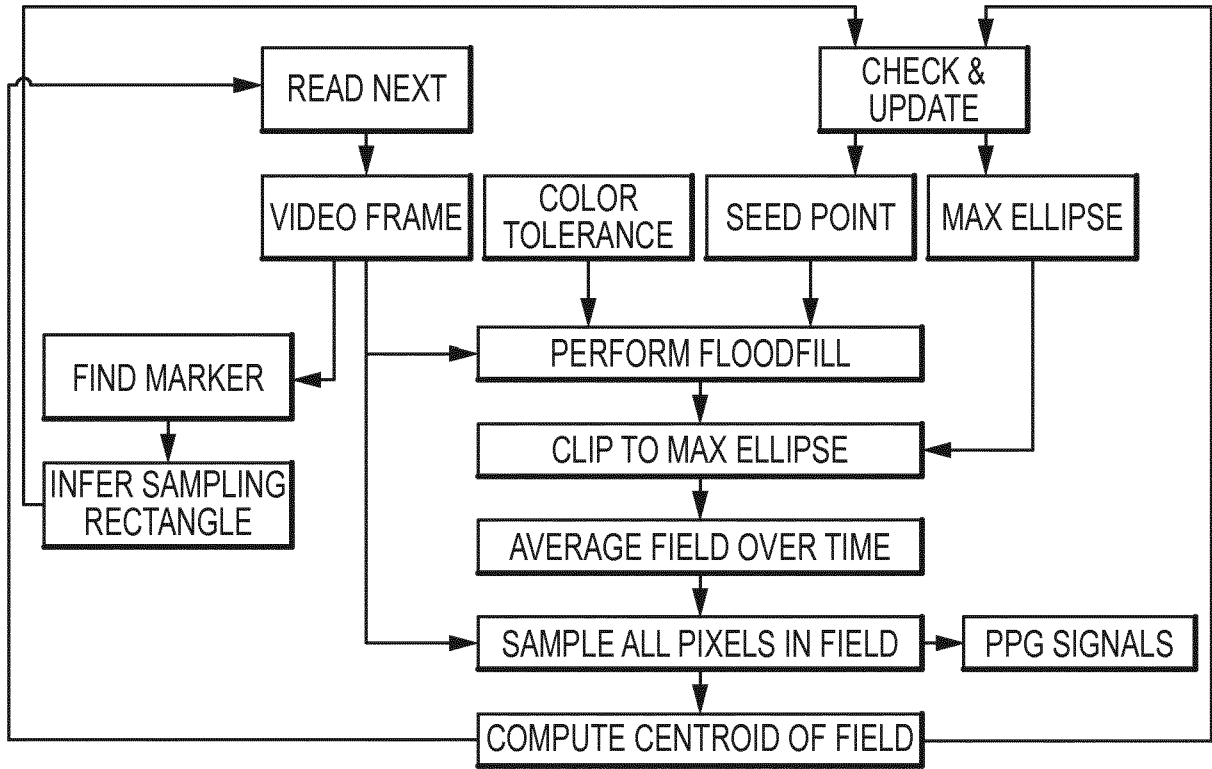 READ NEXT
CHECK &
UPDATE
VIDEO FRAME
COLOR
TOLERANCE
SEED POINT
MAX ELLIPSE
FIND MARKER
PERFORM FLOODFILL
CLIP TO MAX ELLIPSE
INFER SAMPLING
RECTANGLE
AVERAGE FIELD OVER TIME
SAMPLE ALL PIXELS IN FIELD
PPG SIGNALS
COMPUTE CENTROID OF FIELD